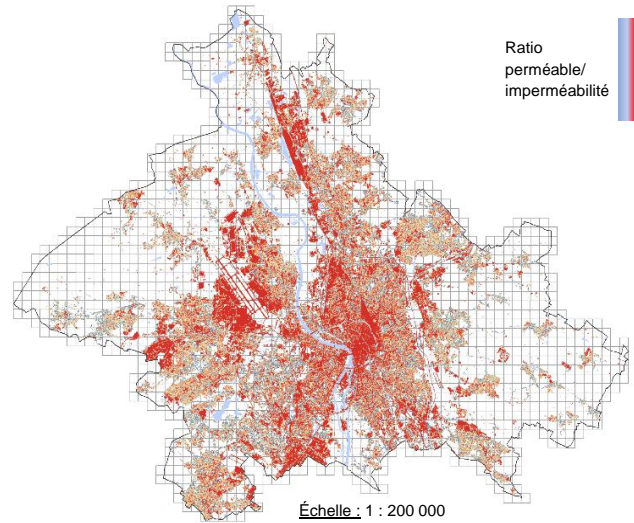 Ratio
perméable/
imperméabilité
Échelle : 1 : 200 000